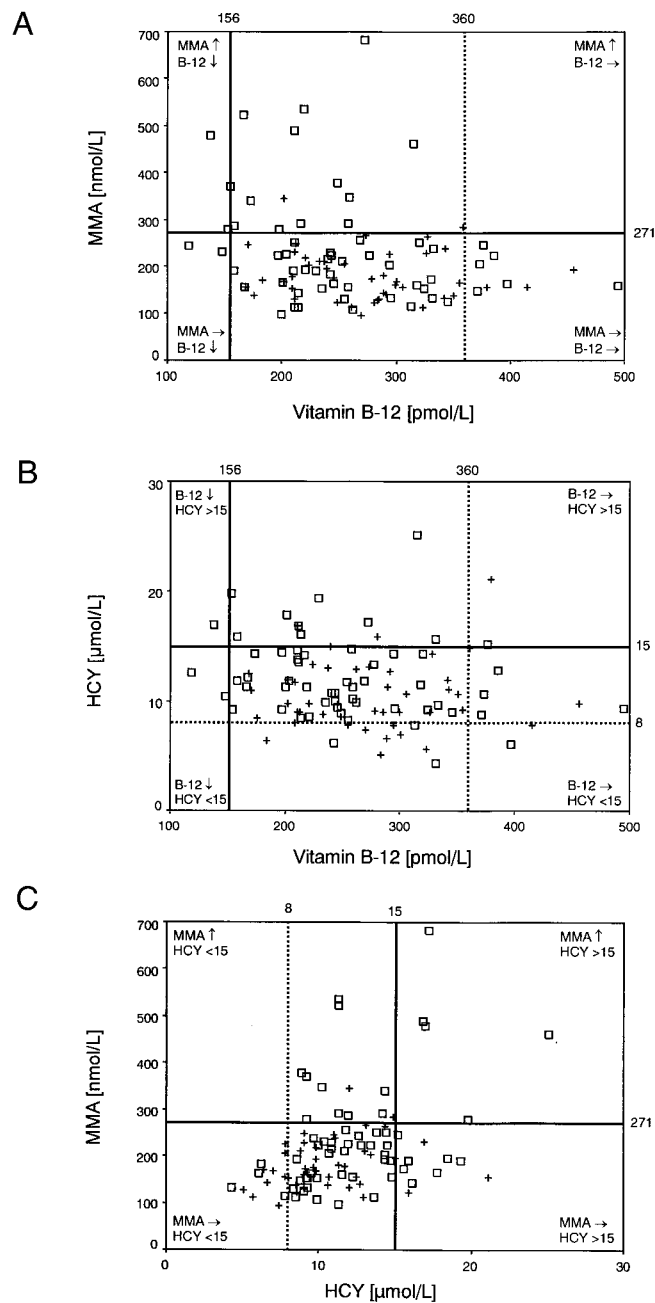 A
156 360
700
600
500
400
300
200
100
0
MMA [nmol/L]
MMA ↑
B-12 ↓
MMA ↑
B-12 →
271
MMA →
B-12 ↓
MMA →
B-12 →
100 200 300 400 500
Vitamin B-12 [pmol/L]
B
156 360
30
20
10
0
HCY [µmol/L]
B-12 ↓
HCY >15
B-12 →
HCY >15
15
8
B-12 ↓
HCY <15
B-12 →
HCY <15
100 200 300 400 500
Vitamin B-12 [pmol/L]
C
8 15
700
600
500
400
300
200
100
0
MMA [nmol/L]
MMA ↑
HCY <15
MMA ↑
HCY >15
271
MMA →
HCY <15
MMA →
HCY >15
0 10 20 30
HCY [µmol/L]